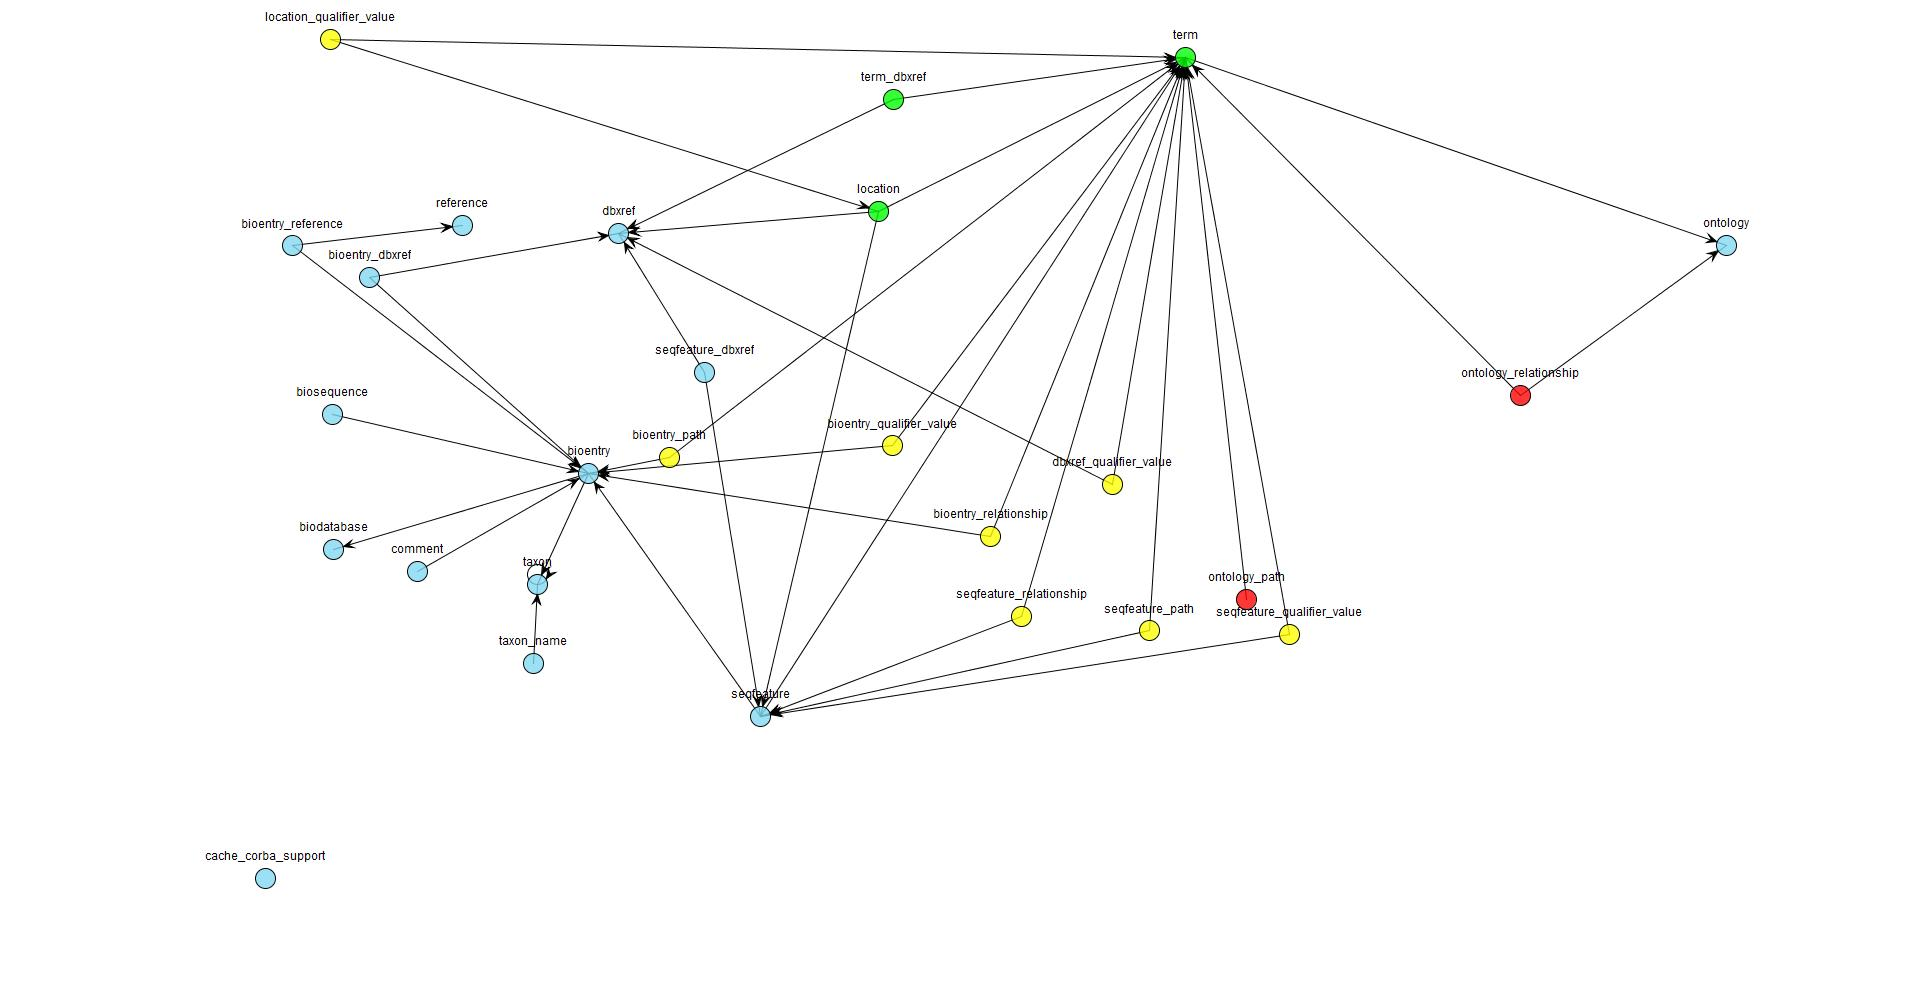 location_qualifier_value
term
term_dbxref
location
reference
dbxref
bioentry_reference
ontology
bioentry_dbxref
seqfeature_dbxref
ontology_relationship
biosequence
bioentry_qualifier_value
bioentry_path
bioentry
dbxref_qualifier_value
bioentry_relationship
biodatabase
comment
taxon
ontology_path
seqfeature_relationship
seqfeature_path
seqfeature_qualifier_value
taxon_name
seqfeature
cache_corba_support